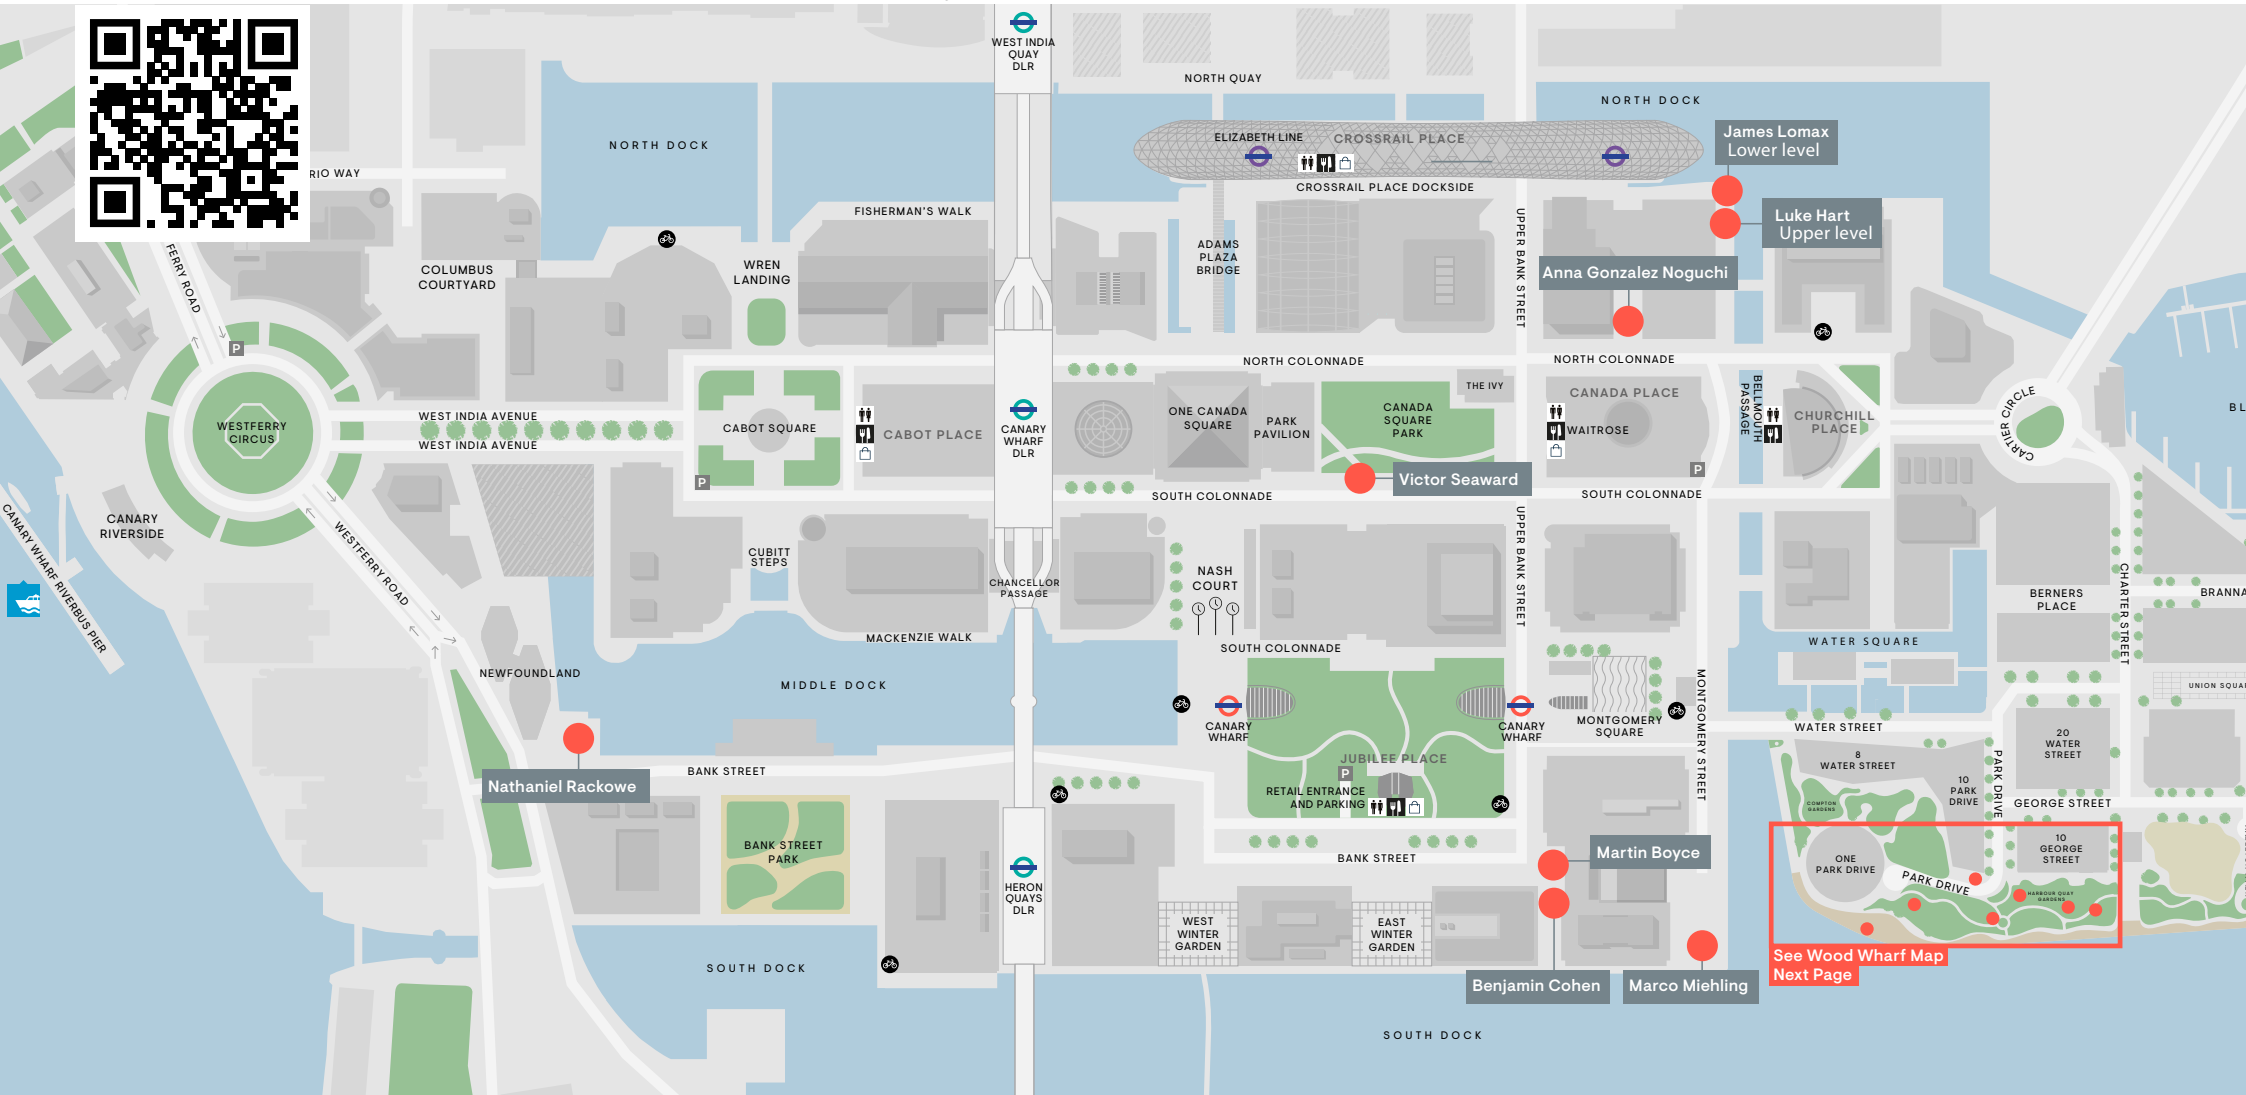 WEST INDIA
QUAY
DLR
NORTH QUAY
NORTH DOCK
NORTH DOCK
ELIZABETH LINE
CROSSRAIL PLACE
James Lomax
Lower level
RIO WAY
CROSSRAIL PLACE DOCKSIDE
FISHERMAN'S WALK
Luke Hart
Upper level
UPPER BANK STREET
ADAMS
PLAZA
BRIDGE
FERRY ROAD
COLUMBUS
COURTYARD
WREN
LANDING
Anna Gonzalez Noguchi
P
NORTH COLONNADE
NORTH COLONNADE
THE IVY
CANADA PLACE
BELLMOUTH
PASSAGE
CHURCHILL
PLACE
CARTIER CIRCLE
WEST INDIA AVENUE
WEST INDIA AVENUE
WESTFERRY
CIRCUS
CABOT SQUARE
CABOT PLACE
CANARY
WHARF
DLR
ONE CANADA
SQUARE
PARK
PAVILION
CANADA
SQUARE
PARK
WAITROSE
BL
P
P
Victor Seaward
SOUTH COLONNADE
SOUTH COLONNADE
CANARY
RIVERSIDE
CANARY WHARF RIVERBUS PIER
WESTFERRY ROAD
CUBITT
STEPS
CHANCELLOR
PASSAGE
NASH
COURT
UPPER BANK STREET
CHARTER STREET
BERNERS
PLACE
BRANNA
MACKENZIE WALK
SOUTH COLONNADE
WATER SQUARE
NEWFOUNDLAND
MIDDLE DOCK
MONTGOMERY STREET
UNION SQUA
CANARY
WHARF
CANARY
WHARF
MONTGOMERY
SQUARE
WATER STREET
20
WATER
STREET
JUBILEE PLACE
P
8
WATER STREET
PARK DRIVE
BANK STREET
Nathaniel Rackowe
RETAIL ENTRANCE
AND PARKING
10
PARK
DRIVE
COMPTON
GARDENS
GEORGE STREET
BANK STREET
PARK
BANK STREET
Martin Boyce
10
GEORGE
STREET
ONE
PARK DRIVE
PARK DRIVE
HARBOUR QUAY
GARDENS
HERON
QUAYS
DLR
WEST
WINTER
GARDEN
EAST
WINTER
GARDEN
See Wood Wharf Map
Next Page
SOUTH DOCK
Benjamin Cohen
Marco Miehling
SOUTH DOCK